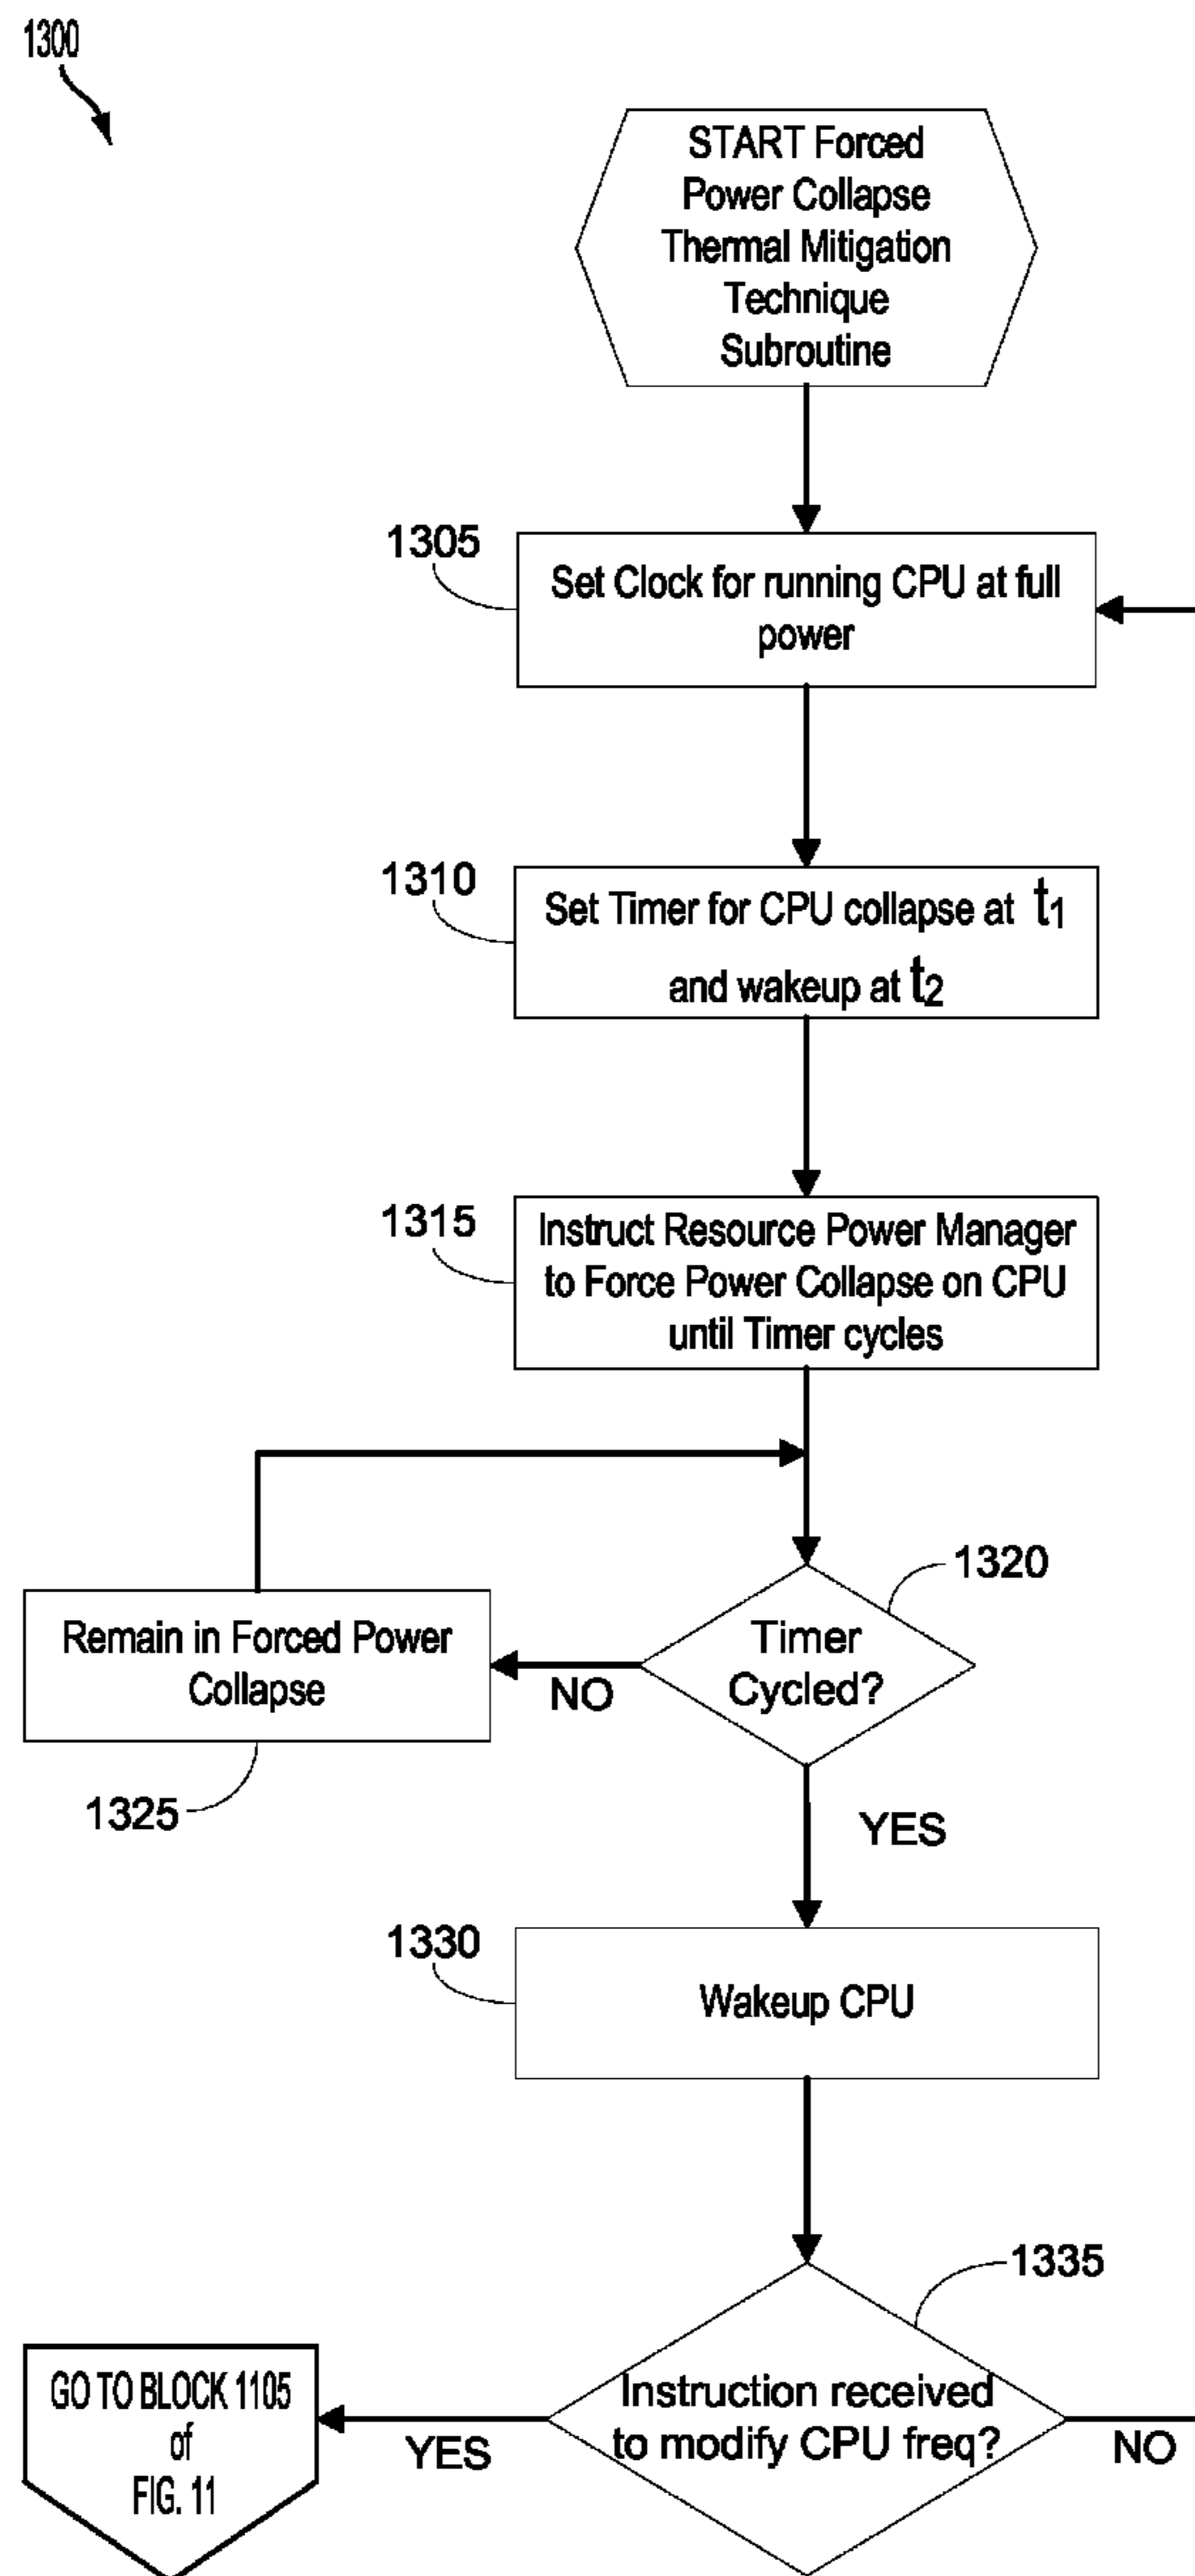 1300
START Forced
Power Collapse
Thermal Mitigation
Technique
Subroutine
1305
Set Clock for running CPU at full
power
1310
Set Timer for CPU collapse at t1
and wakeup at t2
1315
Instruct Resource Power Manager
to Force Power Collapse on CPU
until Timer cycles
1320
Timer
Cycled?
NO
Remain in Forced Power
Collapse
1325
YES
1330
Wakeup CPU
1335
Instruction received
to modify CPU freq?
NO
YES
GO TO BLOCK 1105
of
FIG. 11